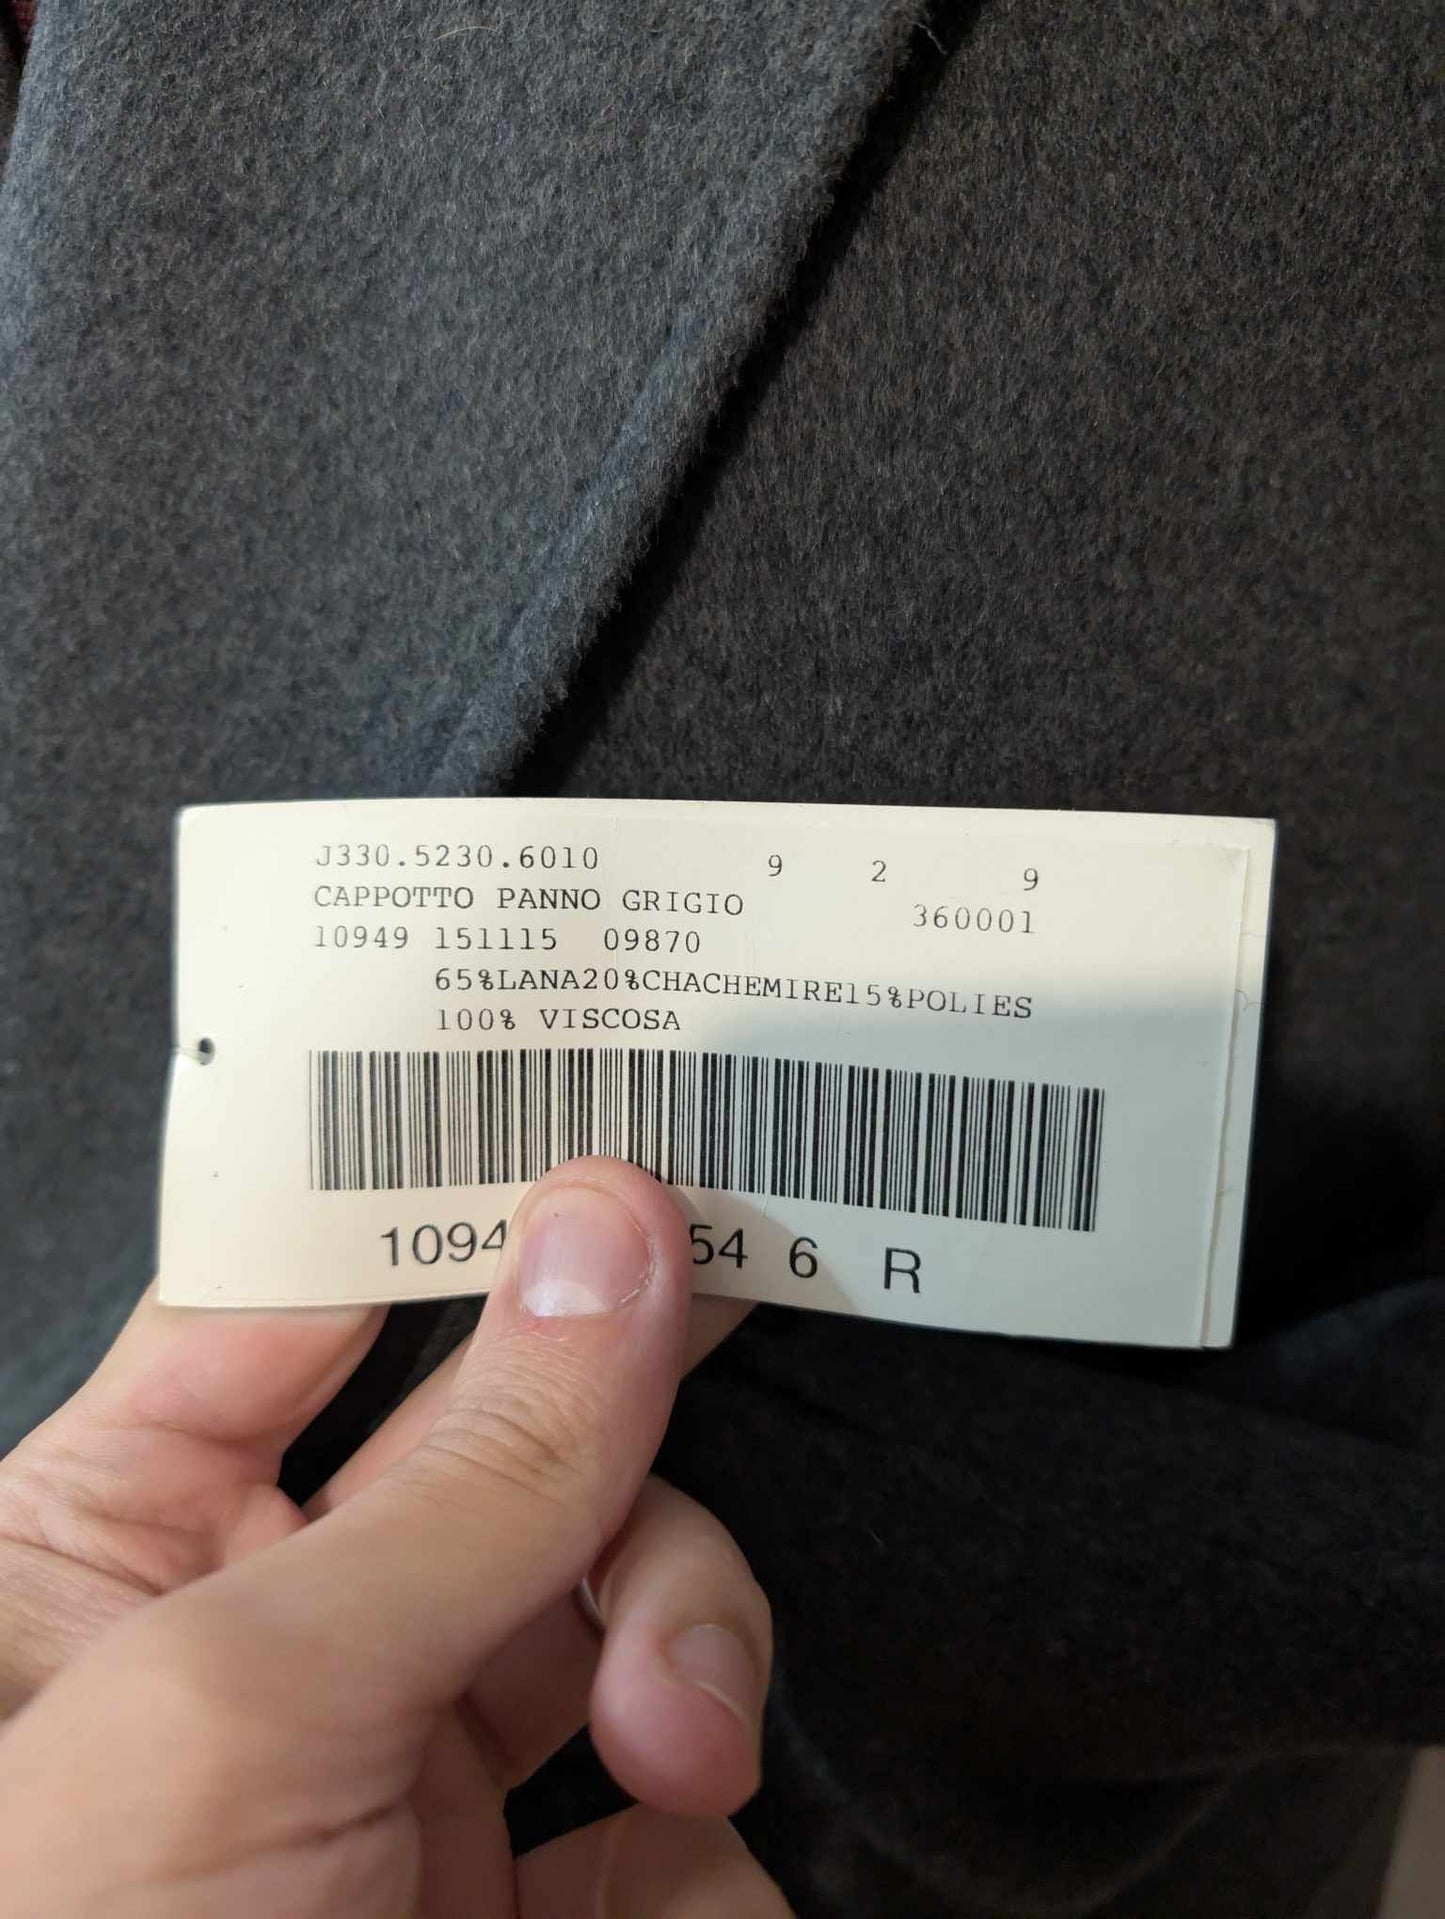 J330.5230.6010 9 2 9
CAPPOTTO PANNO GRIGIO 360001
10949 151115 09870
65%LANA20%CHACHEMIRE15%POLIES
100% VISCOSA
1094 54 6 R